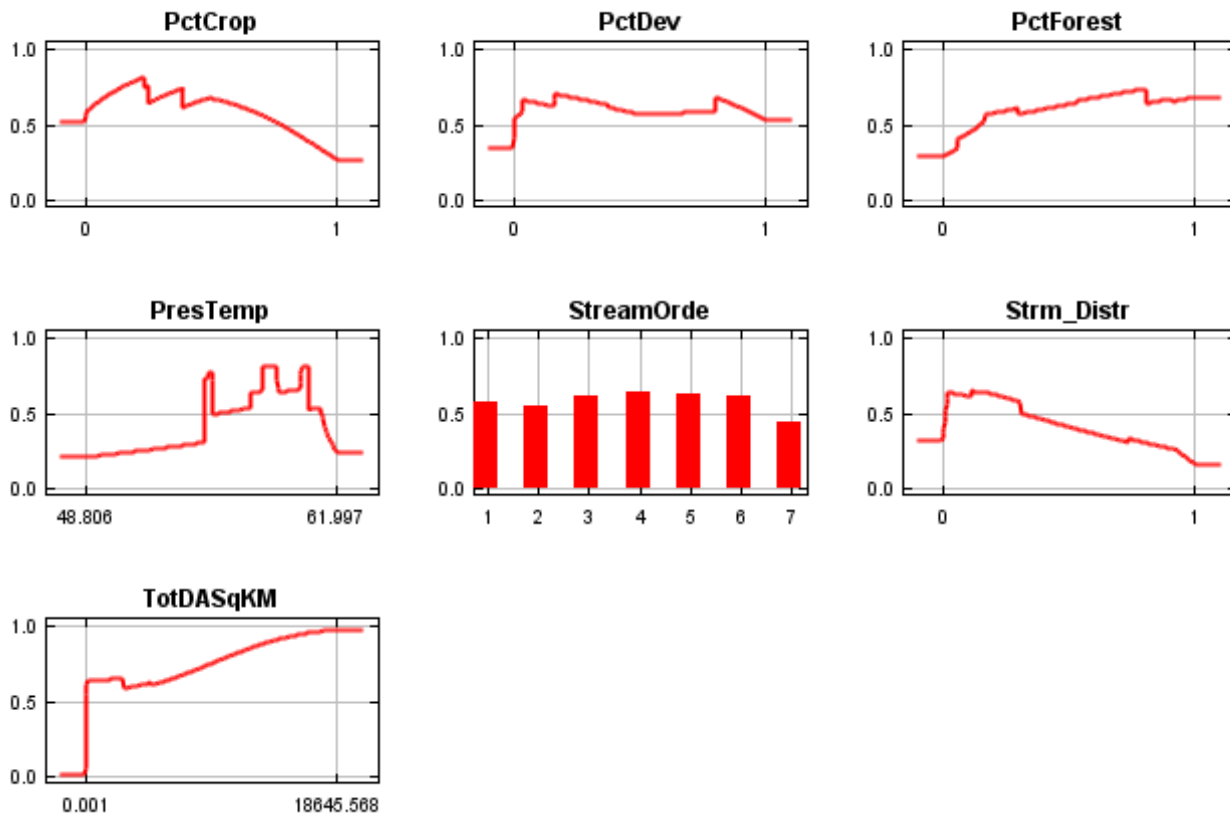 PctCrop PctDev PctForest
1.0 1.0 1.0
0.5 0.5 0.5
0.0 0.0 0.0
0 1 0 1 0 1
PresTemp StreamOrde Strm_Distr
1.0 1.0 1.0
0.5 0.5 0.5
0.0 0.0 0.0
48.806 61.997 1 2 3 4 5 6 7 0 1
TotDASqKM
1.0
0.5
0.0
0.001 18645.568